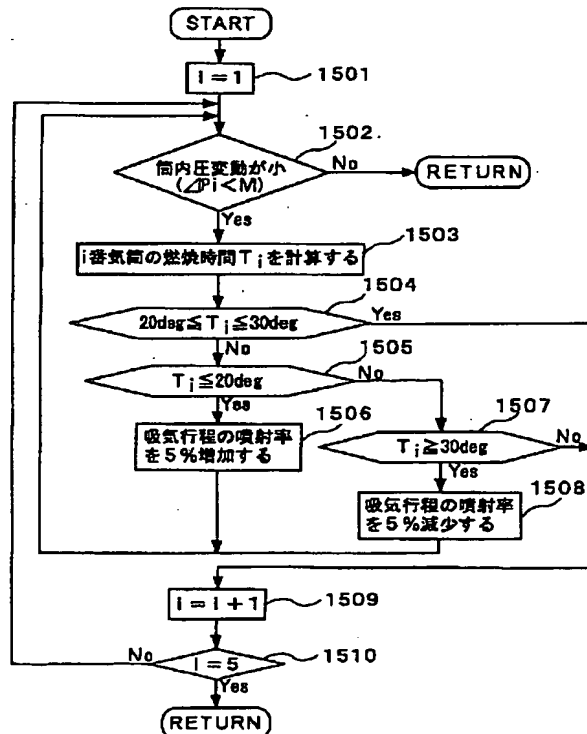 START
i=1
1501
筒内圧変動が小
(⊿Pi<M)
1502
No
RETURN
Yes
i番気筒の燃焼時間Tiを計算する
1503
20deg≦Ti≦30deg
1504
Yes
No
Ti≦20deg
1505
No
Yes
吸気行程の噴射率
を5%増加する
1506
Ti≧30deg
1507
No
Yes
吸気行程の噴射率
を5%減少する
1508
i=i+1
1509
No
i=5
1510
Yes
RETURN